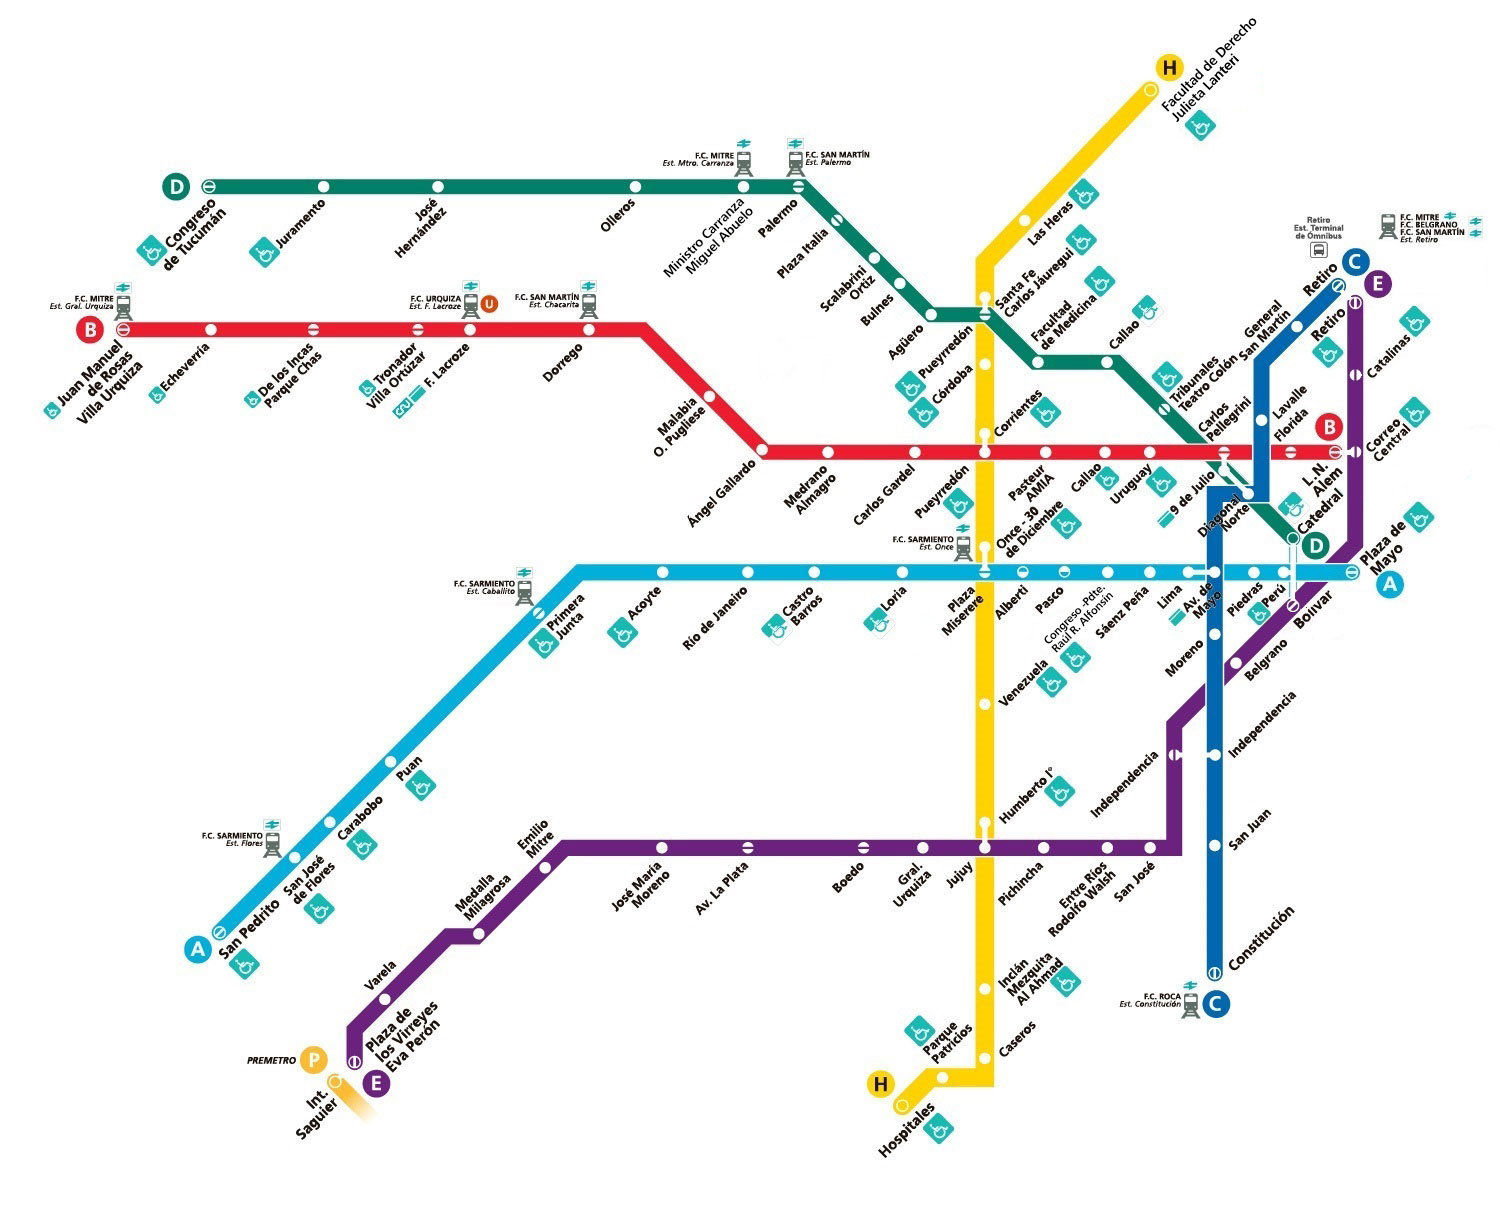 H
Facultad de Derecho
Julieta Lanteri
F.C. MITRE
Est. Mtro. Carranza
F.C. SAN MARTÍN
Est. Palermo
D
Congreso
de Tucumán
Juramento
José
Hernández
Olleros
Ministro Carranza
Miguel Abuelo
Palermo
Plaza Italia
Scalabrini
Ortiz
Bulnes
Agüero
Pueyrredón
Facultad
de Medicina
Callao
Tribunales
Teatro Colón
9 de Julio
Catedral
D
Las Heras
Santa Fe
Carlos Jáuregui
Córdoba
Corrientes
Once - 30
de Diciembre
Venezuela
Humberto Iº
Inclán
Mezquita
Al Ahmad
Caseros
Parque
Patricios
H
Hospitales
Retiro
Est. Terminal
de Ómnibus
F.C. MITRE
F.C. BELGRANO
F.C. SAN MARTÍN
Est. Retiro
C
Retiro
General
San Martín
Lavalle
Diagonal
Norte
Av. de
Mayo
Moreno
Independencia
San Juan
Constitución
F.C. ROCA
Est. Constitución
C
F.C. MITRE
Est. Gral. Urquiza
F.C. URQUIZA
Est. F. Lacroze
U
F.C. SAN MARTÍN
Est. Chacarita
B
Juan Manuel
de Rosas
Villa Urquiza
Echeverría
De los Incas
Parque Chas
Tronador
Villa Ortúzar
F. Lacroze
Dorrego
Malabia
O. Pugliese
Ángel Gallardo
Medrano
Almagro
Carlos Gardel
Pueyrredón
Pasteur
AMIA
Callao
Uruguay
Carlos
Pellegrini
Florida
L. N.
Alem
B
F.C. SARMIENTO
Est. Once
F.C. SARMIENTO
Est. Caballito
F.C. SARMIENTO
Est. Flores
A
San Pedrito
San José
de Flores
Carabobo
Puan
Primera
Junta
Acoyte
Río de Janeiro
Castro
Barros
Loria
Plaza
Miserere
Alberti
Pasco
Congreso -Pdte.
Raúl R. Alfonsín
Sáenz Peña
Lima
Piedras
Perú
Plaza de
Mayo
A
E
Retiro
Catalinas
Correo
Central
Bolívar
Belgrano
Independencia
San José
Entre Ríos
Rodolfo Walsh
Pichincha
Jujuy
Gral.
Urquiza
Boedo
Av. La Plata
José María
Moreno
Emilio
Mitre
Medalla
Milagrosa
Varela
Plaza de
los Virreyes
Eva Perón
E
PREMETRO
P
Int.
Saguier